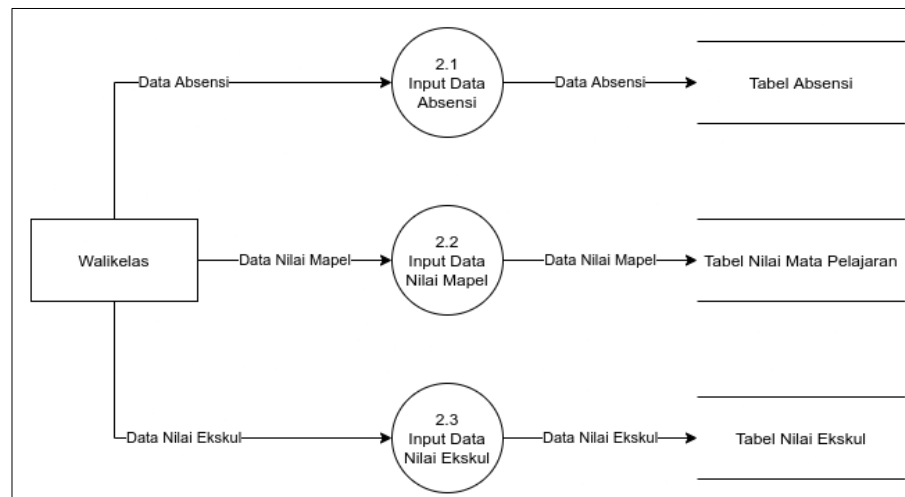 Data Absensi
2.1
Input Data
Absensi
Data Absensi
Tabel Absensi
Walikelas
Data Nilai Mapel
2.2
Input Data
Nilai Mapel
Data Nilai Mapel
Tabel Nilai Mata Pelajaran
Data Nilai Ekskul
2.3
Input Data
Nilai Ekskul
Data Nilai Ekskul
Tabel Nilai Ekskul